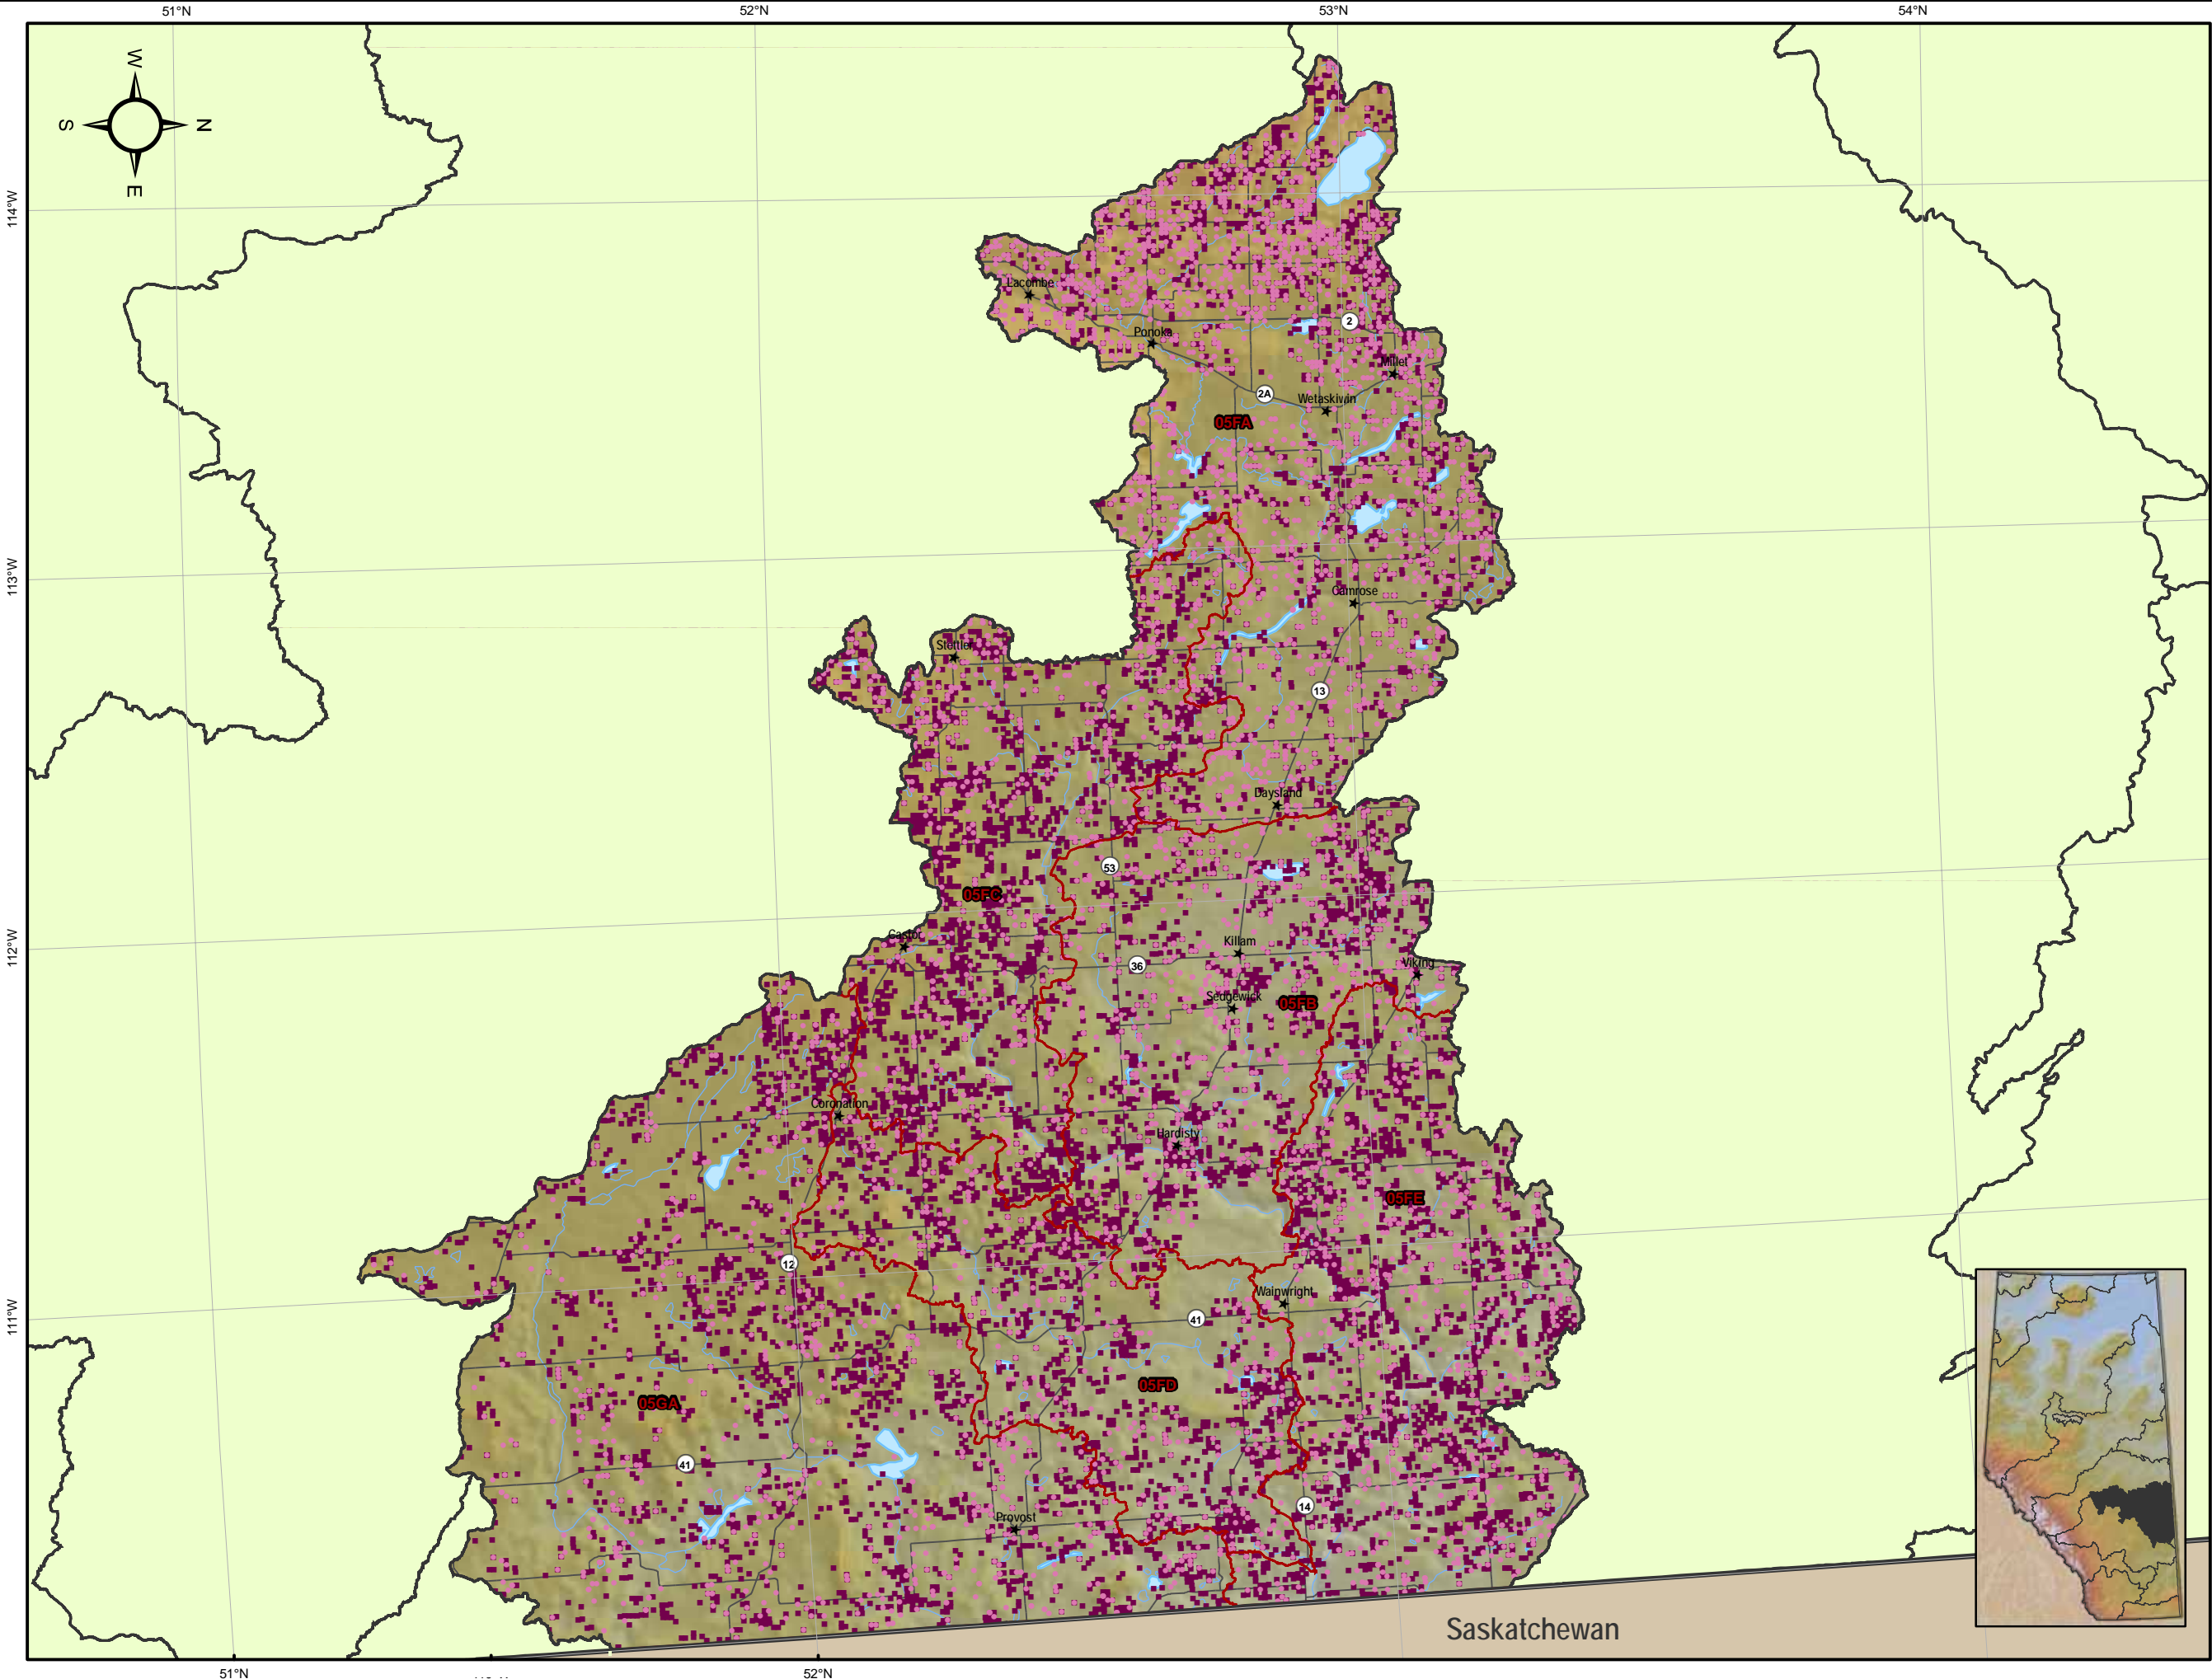 51°N
52°N
53°N
54°N
W
S
N
E
114°W
113°W
112°W
111°W
Lacombe
2
Ponoka
Millet
2A
Wetaskiwin
05FA
Camrose
Stettler
13
Daysland
53
05FC
Castor
Killam
36
Viking
Sedgewick
05FB
Coronation
Hardisty
05FE
12
Wainwright
41
05FD
05GA
41
14
Provost
Saskatchewan
51°N
52°N